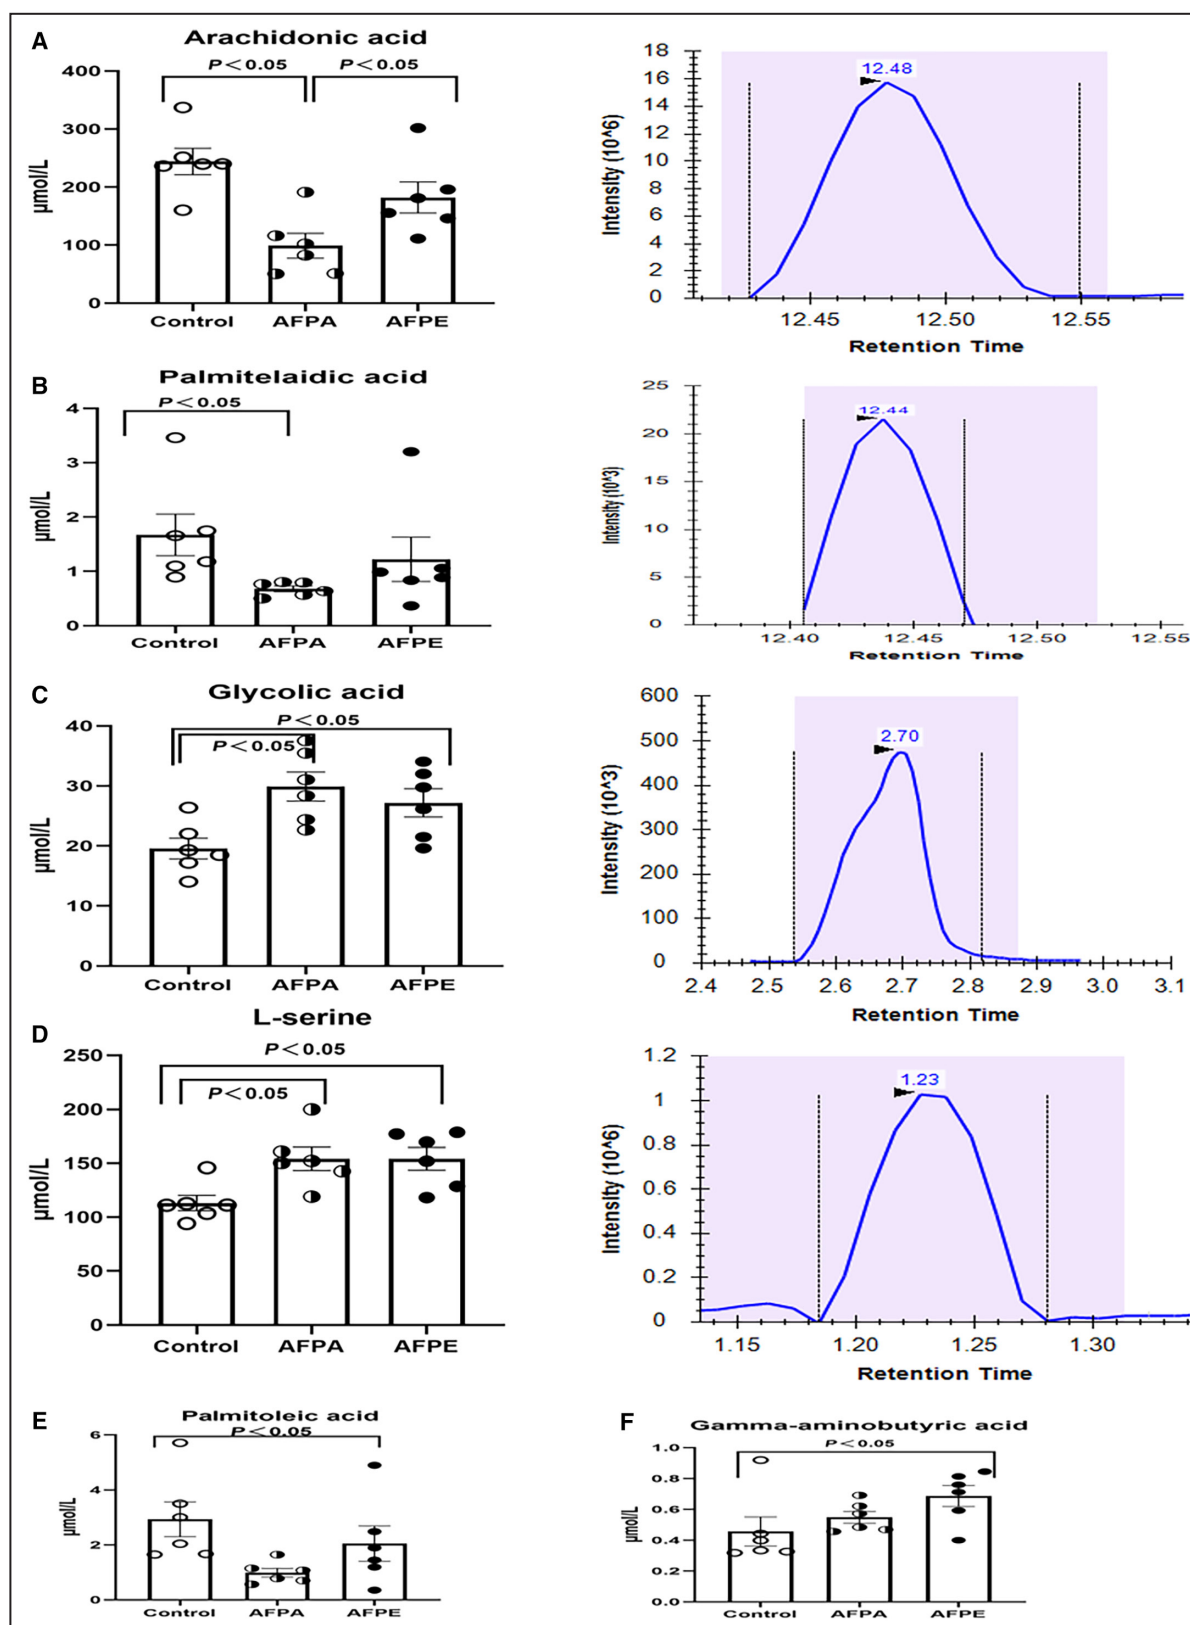 A
Arachidonic acid
P<0.05
P<0.05
400
300
200
100
0
µmol/L
Control
AFPA
AFPE
18
16
14
12
10
8
6
4
2
0
Intensity (10^6)
12.48
12.45
12.50
12.55
Retention Time
B
Palmitelaidic acid
P<0.05
4
3
2
1
0
µmol/L
Control
AFPA
AFPE
25
20
15
10
5
0
Intensity (10^3)
12.44
12.40
12.45
12.50
12.55
Retention Time
C
Glycolic acid
P<0.05
P<0.05
40
30
20
10
0
µmol/L
Control
AFPA
AFPE
600
500
400
300
200
100
0
Intensity (10^3)
2.70
2.4
2.5
2.6
2.7
2.8
2.9
3.0
3.1
Retention Time
D
L-serine
P<0.05
P<0.05
250
200
150
100
50
0
µmol/L
Control
AFPA
AFPE
1.2
1
0.8
0.6
0.4
0.2
0
Intensity (10^6)
1.23
1.15
1.20
1.25
1.30
Retention Time
E
Palmitoleic acid
P<0.05
6
4
2
0
µmol/L
Control
AFPA
AFPE
F
Gamma-aminobutyric acid
P<0.05
1.0
0.8
0.6
0.4
0.2
0.0
µmol/L
Control
AFPA
AFPE